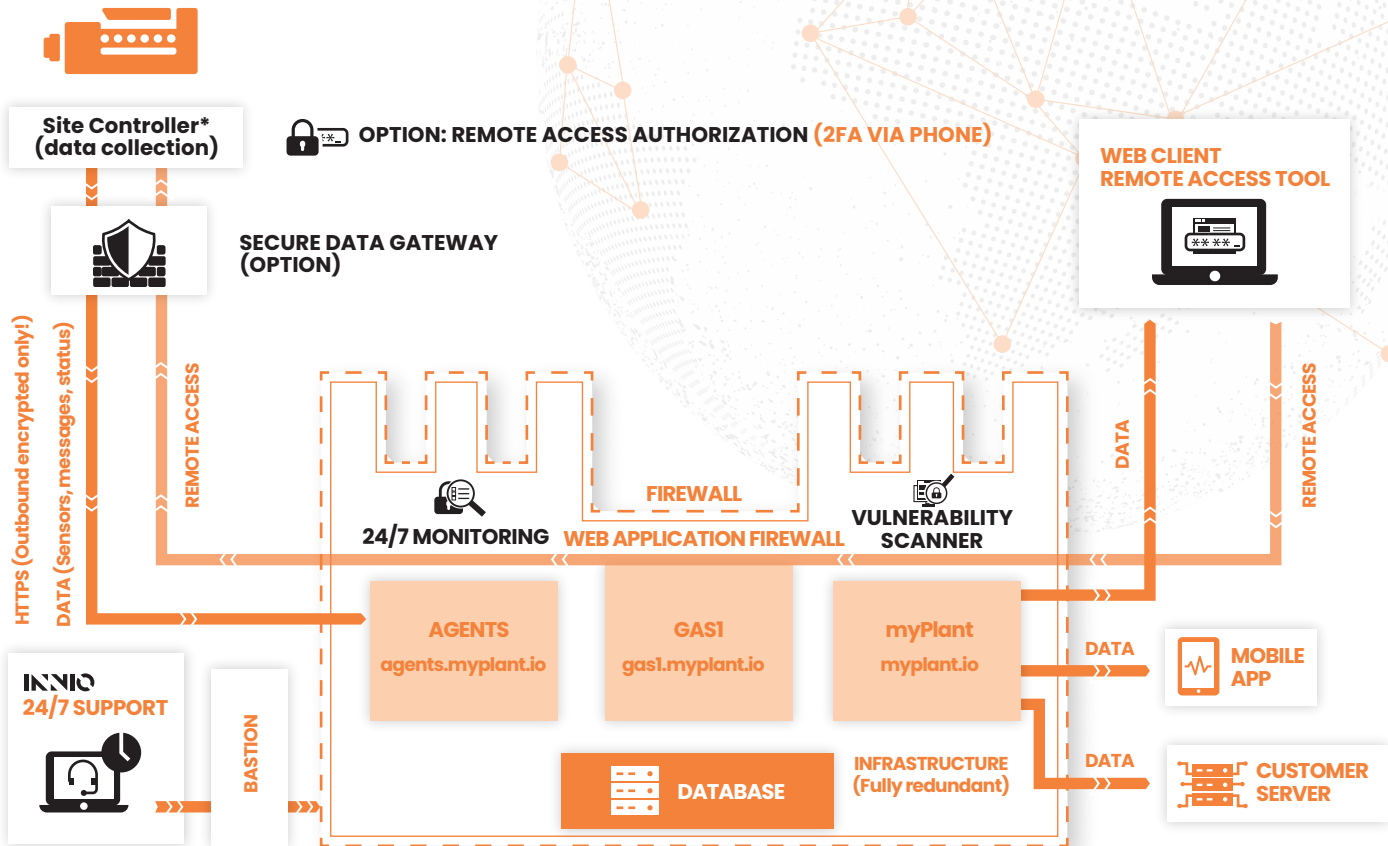 Site Controller*
(data collection)
OPTION: REMOTE ACCESS AUTHORIZATION (2FA VIA PHONE)
WEB CLIENT
REMOTE ACCESS TOOL
** ** _
SECURE DATA GATEWAY
(OPTION)
HTTPS (Outbound encrypted only!)
DATA (Sensors, messages, status)
REMOTE ACCESS
DATA
REMOTE ACCESS
FIREWALL
24/7 MONITORING
WEB APPLICATION FIREWALL
VULNERABILITY
SCANNER
AGENTS
agents.myplant.io
GAS1
gas1.myplant.io
myPlant
myplant.io
DATA
MOBILE
APP
INNIO
24/7 SUPPORT
BASTION
DATABASE
INFRASTRUCTURE
(Fully redundant)
DATA
CUSTOMER
SERVER